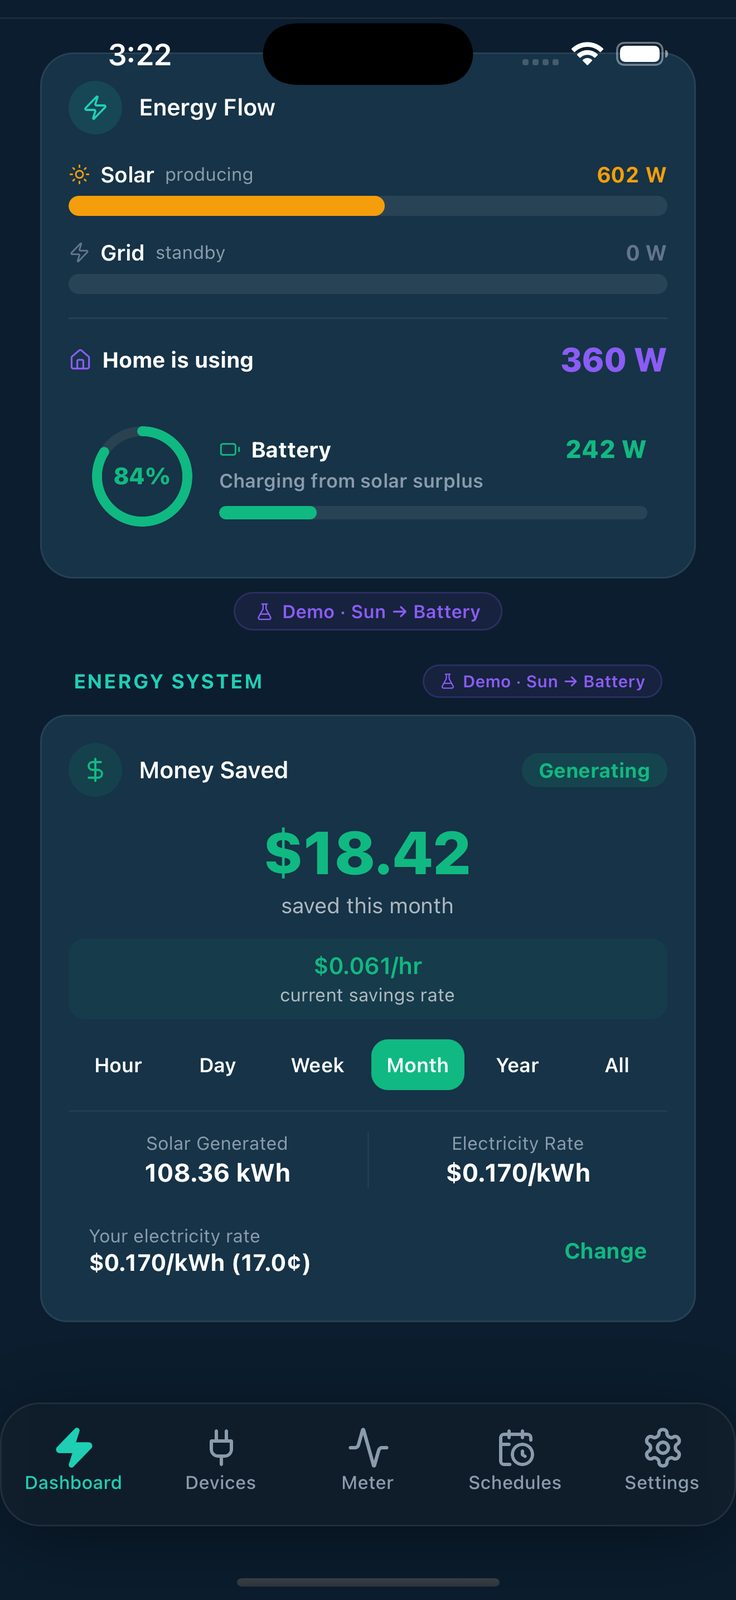 3:22
Energy Flow
Solar producing 602 W
Grid standby 0 W
Home is using 360 W
84%
Battery 242 W
Charging from solar surplus
Demo · Sun → Battery
ENERGY SYSTEM Demo · Sun → Battery
Money Saved Generating
$18.42
saved this month
$0.061/hr
current savings rate
Hour Day Week Month Year All
Solar Generated Electricity Rate
108.36 kWh $0.170/kWh
Your electricity rate
$0.170/kWh (17.0¢)
Change
Dashboard Devices Meter Schedules Settings